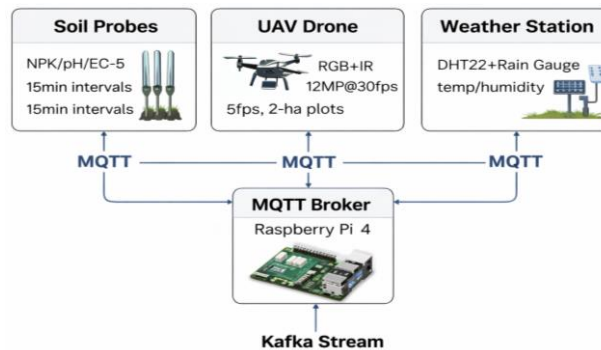 Soil Probes
NPK/pH/EC-5
15min intervals
15min intervals
UAV Drone
RGB+IR
12MP@30fps
5fps, 2-ha plots
Weather Station
DHT22+Rain Gauge
temp/humidity
MQTT
MQTT
MQTT
MQTT Broker
Raspberry Pi 4
Kafka Stream